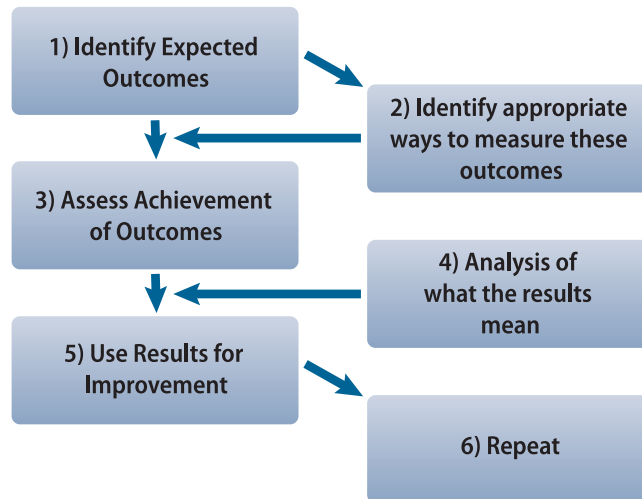 1) Identify Expected
Outcomes
2) Identify appropriate
ways to measure these
outcomes
3) Assess Achievement
of Outcomes
4) Analysis of
what the results
mean
5) Use Results for
Improvement
6) Repeat